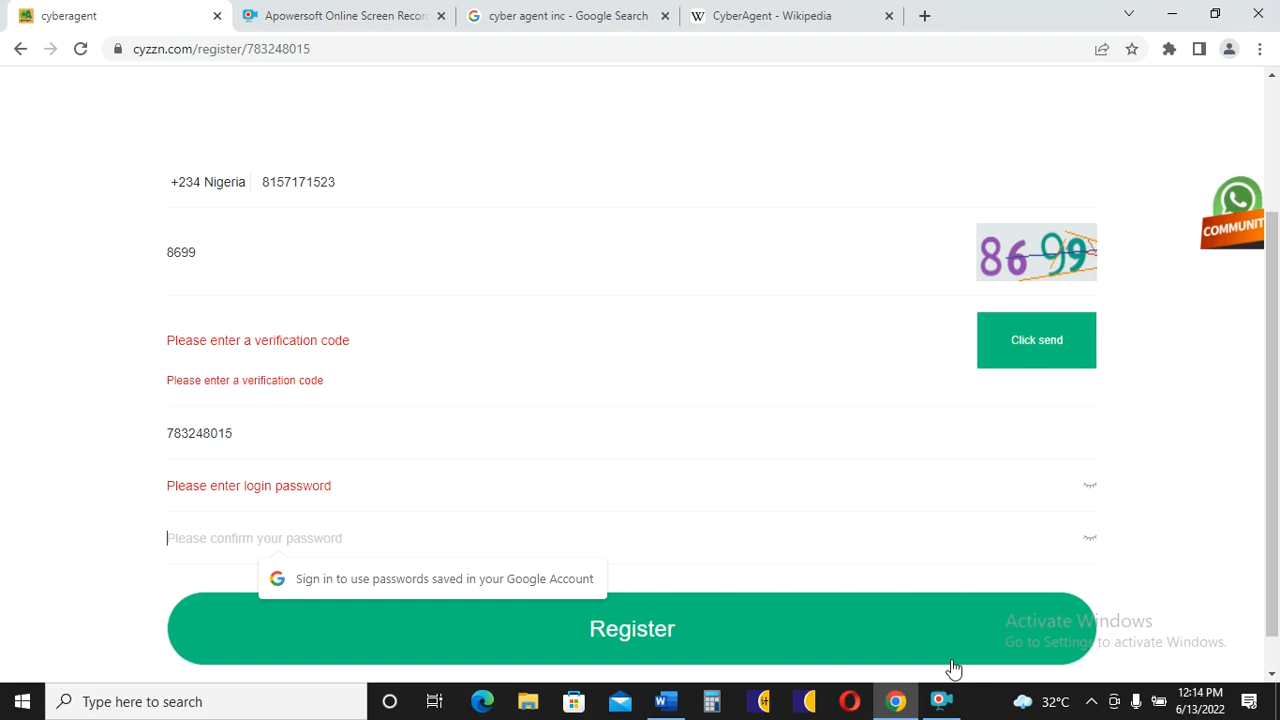 cyberagent
Apowersoft Online Screen Recor
cyber agent inc - Google Search
CyberAgent - Wikipedia
cyzzn.com/register/783248015
+234 Nigeria 8157171523
COMMUNIT
8699
8699
Please enter a verification code
Click send
Please enter a verification code
783248015
Please enter login password
Please confirm your password
Sign in to use passwords saved in your Google Account
Register
Activate Windows
Go to Settings to activate Windows.
Type here to search
32°C
12:14 PM
6/13/2022